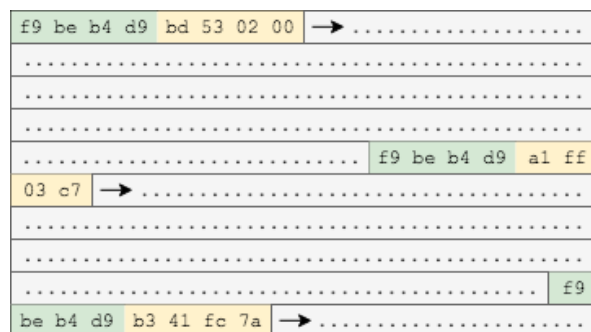 f9 be b4 d9 bd 53 02 00 → ....................
.................................................
.................................................
.................................................
............................. f9 be b4 d9 a1 ff
03 c7 → ......................................
.................................................
.................................................
............................................ f9
be b4 d9 b3 41 fc 7a → .......................